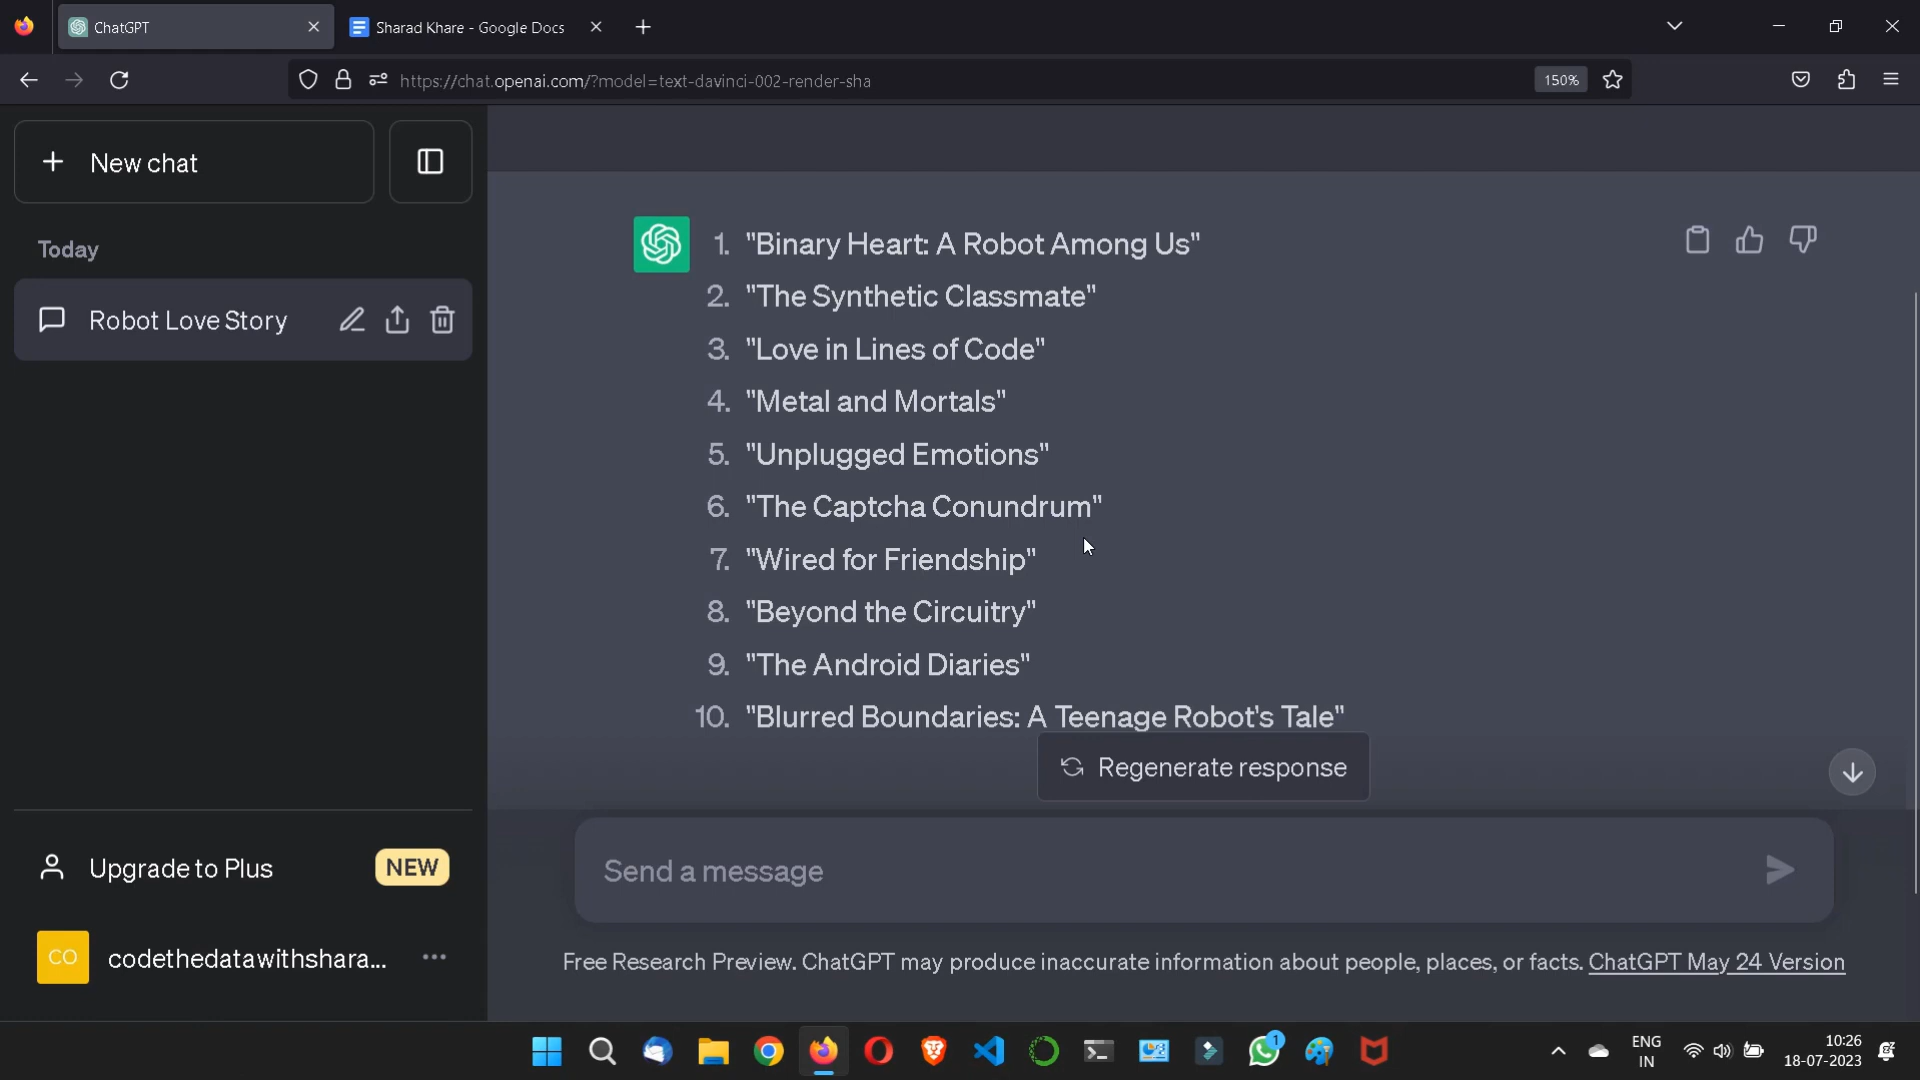 ChatGPT
Sharad Khare - Google Docs
https://chat.openai.com/?model=text-davinci-002-render-sha
150%
New chat
Today
Robot Love Story
1. "Binary Heart: A Robot Among Us"
2. "The Synthetic Classmate"
3. "Love in Lines of Code"
4. "Metal and Mortals"
5. "Unplugged Emotions"
6. "The Captcha Conundrum"
7. "Wired for Friendship"
8. "Beyond the Circuitry"
9. "The Android Diaries"
10. "Blurred Boundaries: A Teenage Robot's Tale"
Regenerate response
Send a message
Upgrade to Plus NEW
CO codethedatawithshara...
Free Research Preview. ChatGPT may produce inaccurate information about people, places, or facts. ChatGPT May 24 Version
1
ENG
IN
10:26
18-07-2023